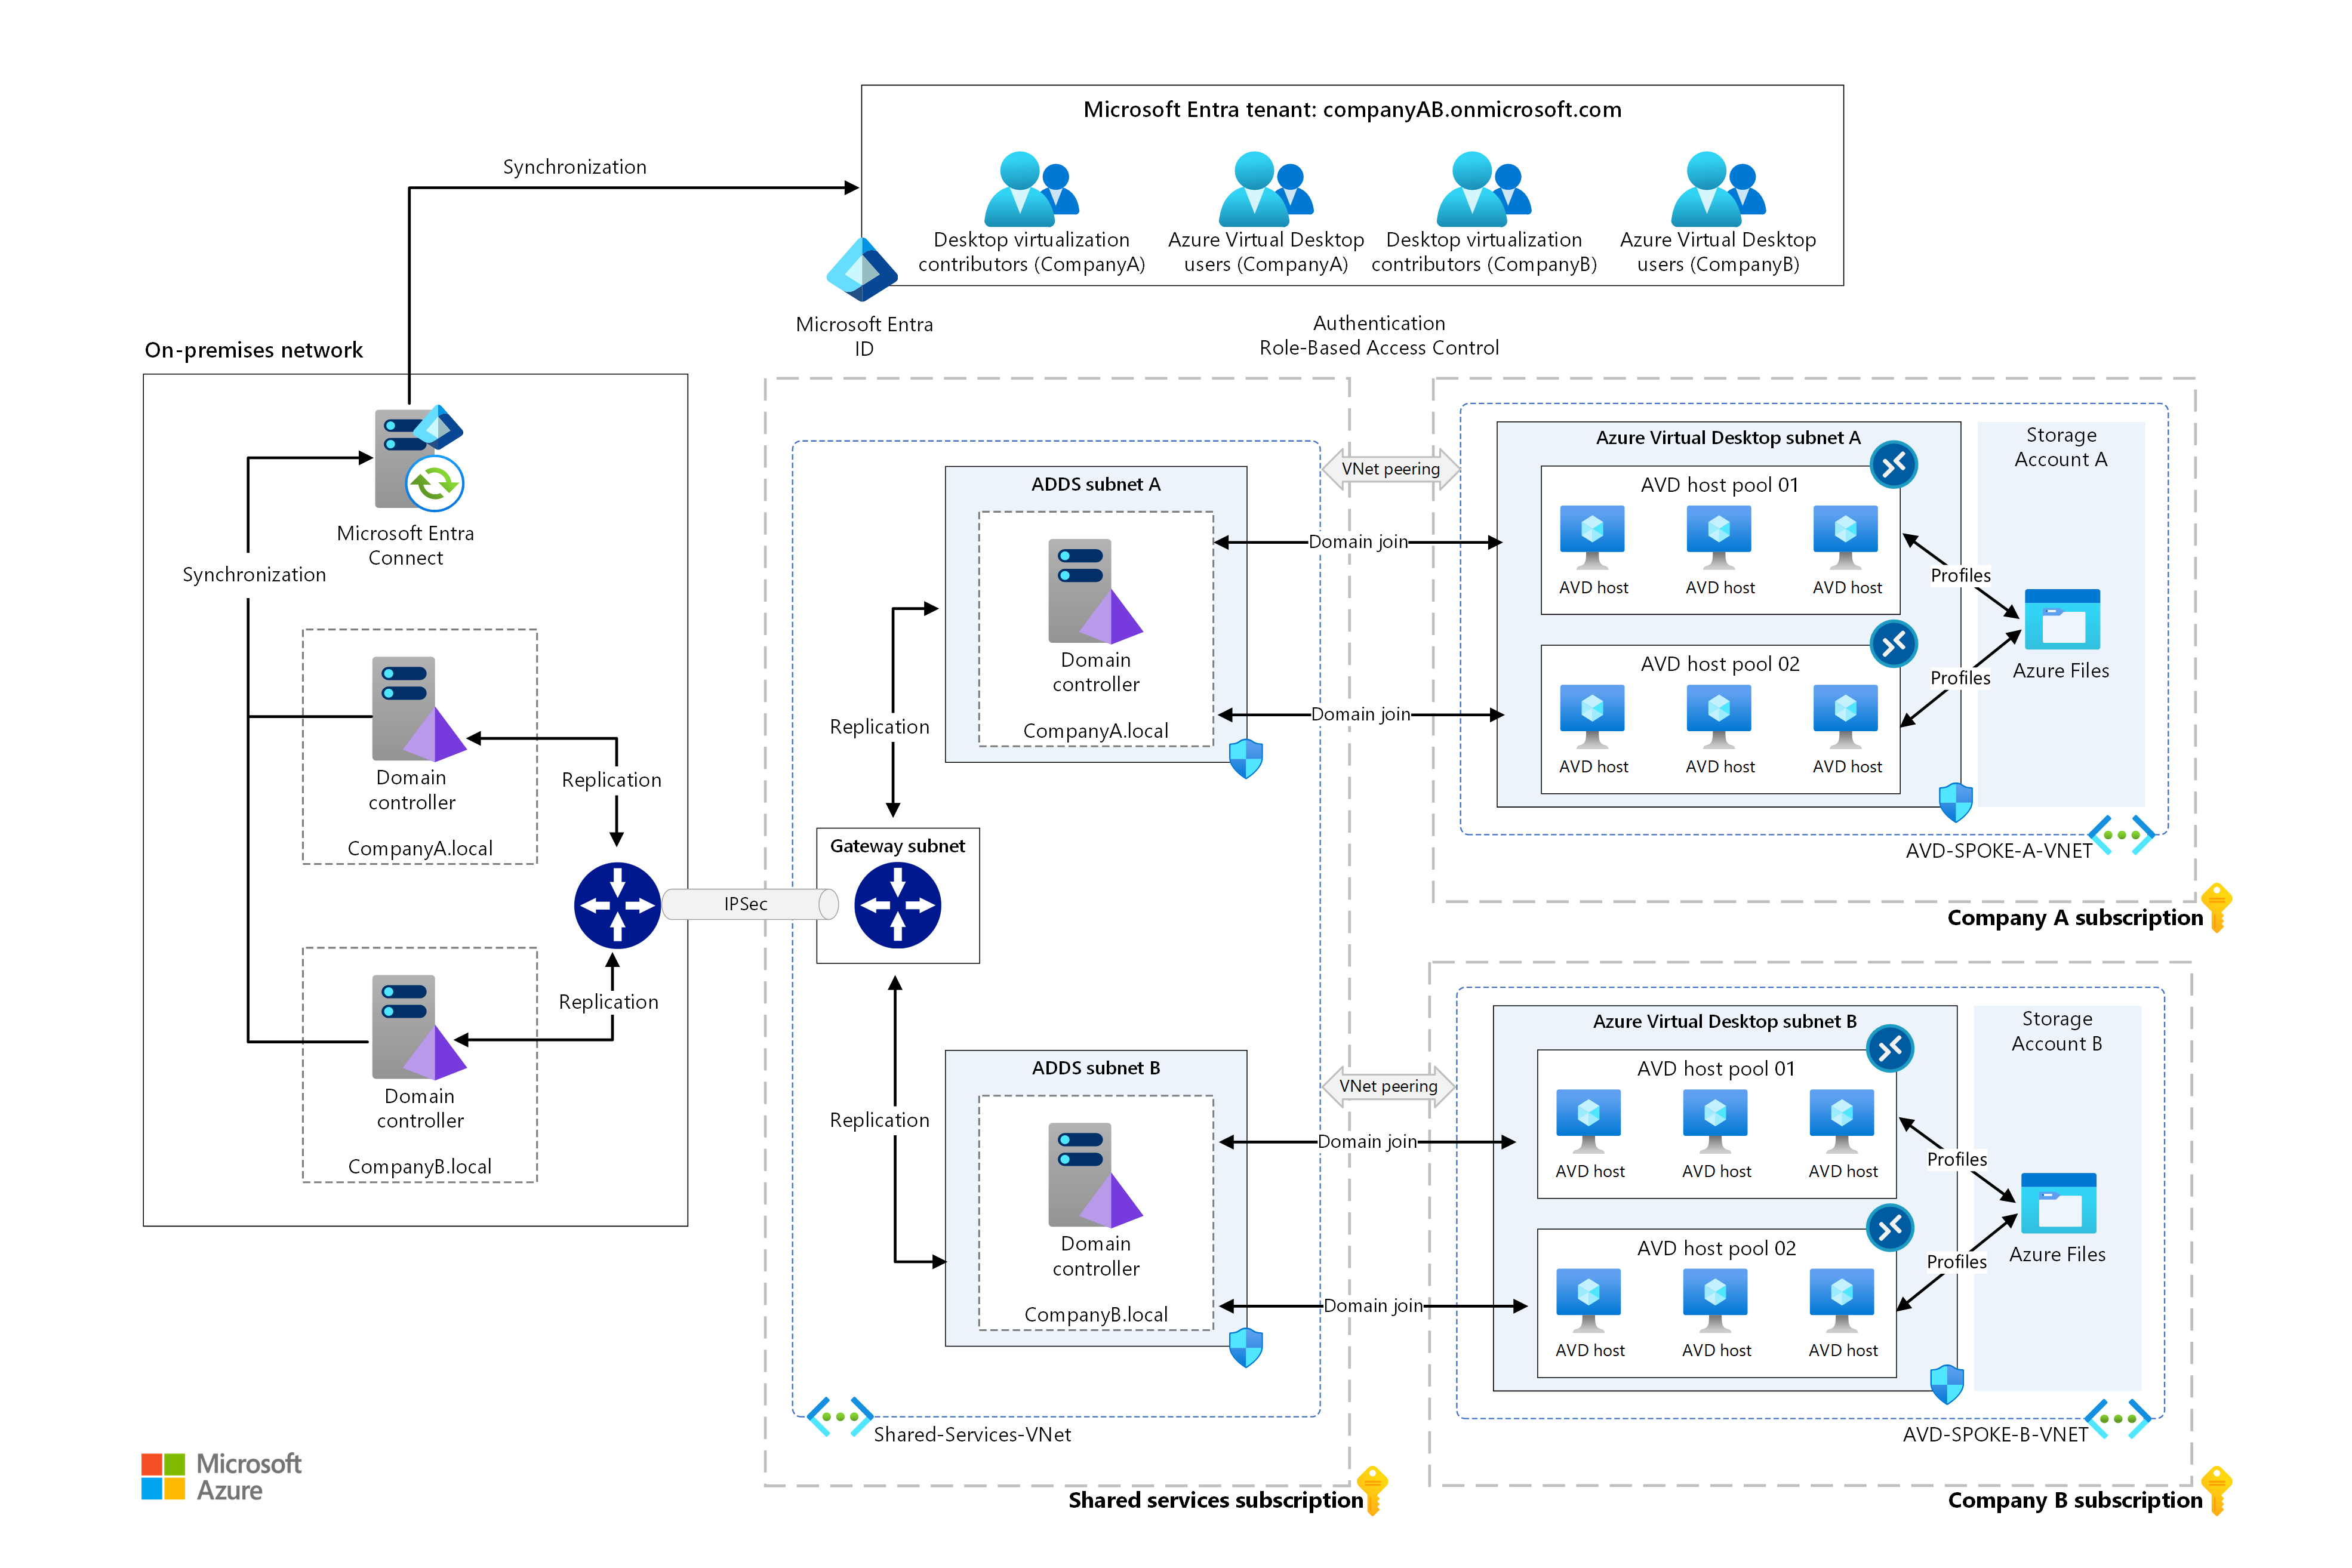 Microsoft Entra tenant: companyAB.onmicrosoft.com
Synchronization
Desktop virtualization
contributors (CompanyA)
Azure Virtual Desktop
users (CompanyA)
Desktop virtualization
contributors (CompanyB)
Azure Virtual Desktop
users (CompanyB)
Microsoft Entra
ID
Authentication
Role-Based Access Control
On-premises network
Microsoft Entra
Connect
Synchronization
Domain
controller
CompanyA.local
Replication
Domain
controller
CompanyB.local
Replication
IPSec
Gateway subnet
Replication
Replication
ADDS subnet A
Domain
controller
CompanyA.local
ADDS subnet B
Domain
controller
CompanyB.local
Shared-Services-VNet
Shared services subscription
VNet peering
Domain join
Domain join
Azure Virtual Desktop subnet A
AVD host pool 01
AVD host
AVD host
AVD host
AVD host pool 02
AVD host
AVD host
AVD host
Profiles
Profiles
Storage
Account A
Azure Files
AVD-SPOKE-A-VNET
Company A subscription
VNet peering
Domain join
Domain join
Azure Virtual Desktop subnet B
AVD host pool 01
AVD host
AVD host
AVD host
AVD host pool 02
AVD host
AVD host
AVD host
Profiles
Profiles
Storage
Account B
Azure Files
AVD-SPOKE-B-VNET
Company B subscription
Microsoft
Azure